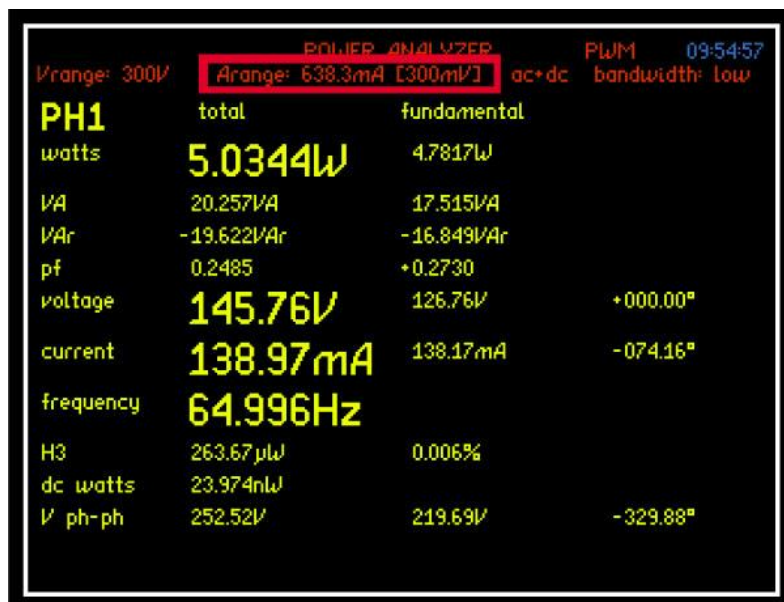 POWER ANALYZER PWM 09:54:57
Vrange: 300V Arange: 638.3mA [300mV] ac+dc bandwidth: low
PH1 total fundamental
watts 5.0344W 4.7817W
VA 20.257VA 17.515VA
VAr -19.622VAr -16.849VAr
pf 0.2485 +0.2730
voltage 145.76V 126.76V +000.00°
current 138.97mA 138.17mA -074.16°
frequency 64.996Hz
H3 263.67µW 0.006%
dc watts 23.974nW
V ph-ph 252.52V 219.69V -329.88°